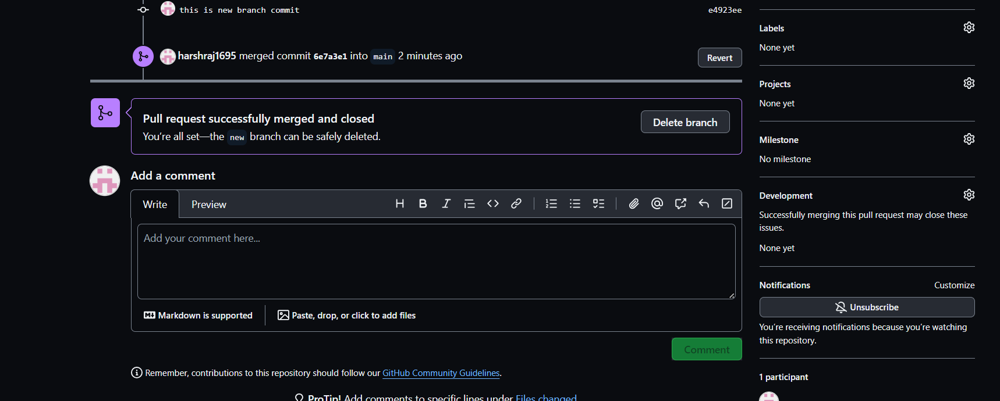 this is new branch commit e4923ee
harshraj1695 merged commit 6e7a3e1 into main 2 minutes ago
Revert
Pull request successfully merged and closed
You're all set—the new branch can be safely deleted.
Delete branch
Add a comment
Write Preview
Add your comment here...
Markdown is supported Paste, drop, or click to add files
Comment
Remember, contributions to this repository should follow our GitHub Community Guidelines.
ProTip! Add comments to specific lines under Files changed
Labels
None yet
Projects
None yet
Milestone
No milestone
Development
Successfully merging this pull request may close these
issues.
None yet
Notifications Customize
Unsubscribe
You're receiving notifications because you're watching
this repository.
1 participant